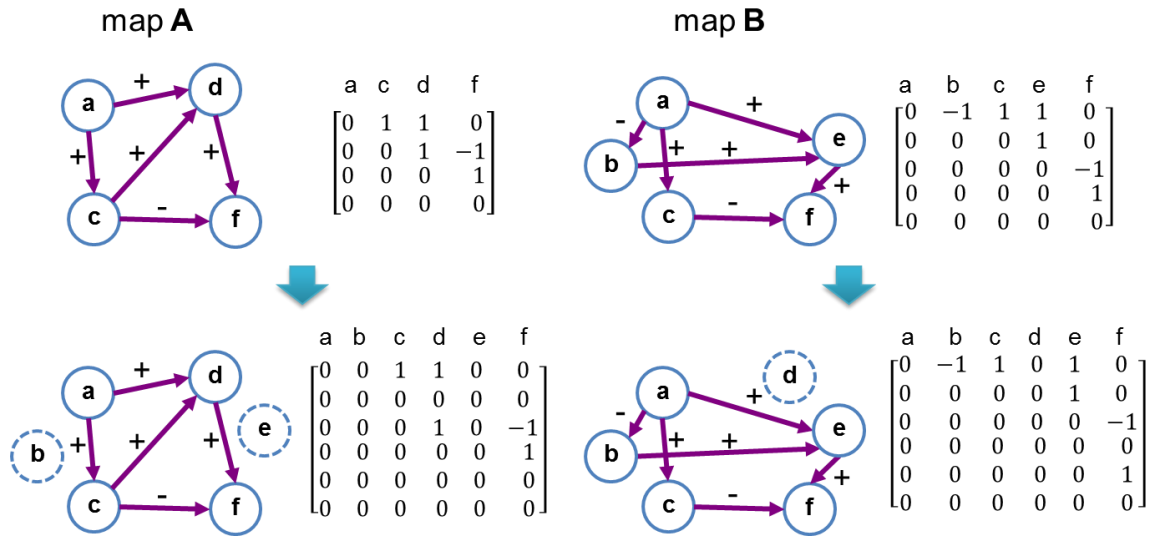 map A
map B
a
d
c
f
+
+
+
+
-
a c d f
0 1 1 0
0 0 1 −1
0 0 0 1
0 0 0 0
a
b
c
e
f
+
-
+
+
+
-
a b c e f
0 −1 1 1 0
0 0 0 1 0
0 0 0 0 −1
0 0 0 0 1
0 0 0 0 0
a
d
b
e
c
f
+
+
+
+
-
a b c d e f
0 0 1 1 0 0
0 0 0 0 0 0
0 0 0 1 0 −1
0 0 0 0 0 1
0 0 0 0 0 0
0 0 0 0 0 0
a
d
b
e
c
f
+
-
+
+
+
-
a b c d e f
0 −1 1 0 1 0
0 0 0 0 1 0
0 0 0 0 0 −1
0 0 0 0 0 0
0 0 0 0 0 1
0 0 0 0 0 0